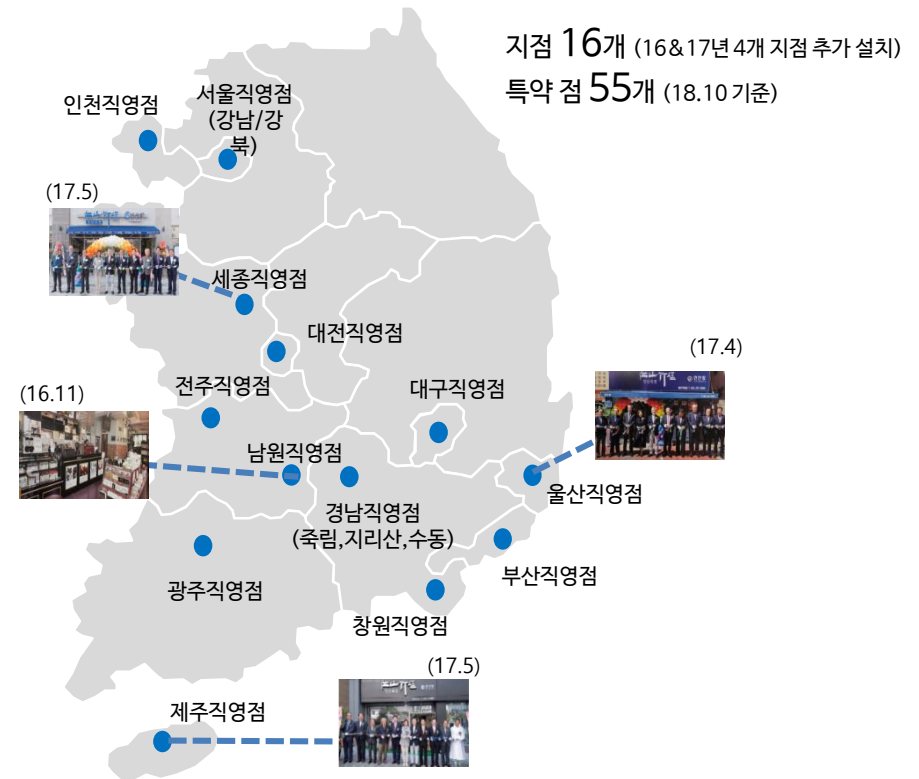 지점 16개 (16&17년 4개 지점 추가 설치)
특약 점 55개 (18.10 기준)
인천직영점
서울직영점
(강남/강
북)
(17.5)
세종직영점
대전직영점
(17.4)
(16.11)
전주직영점
대구직영점
남원직영점
울산직영점
경남직영점
(죽림,지리산,수동)
부산직영점
광주직영점
창원직영점
(17.5)
제주직영점